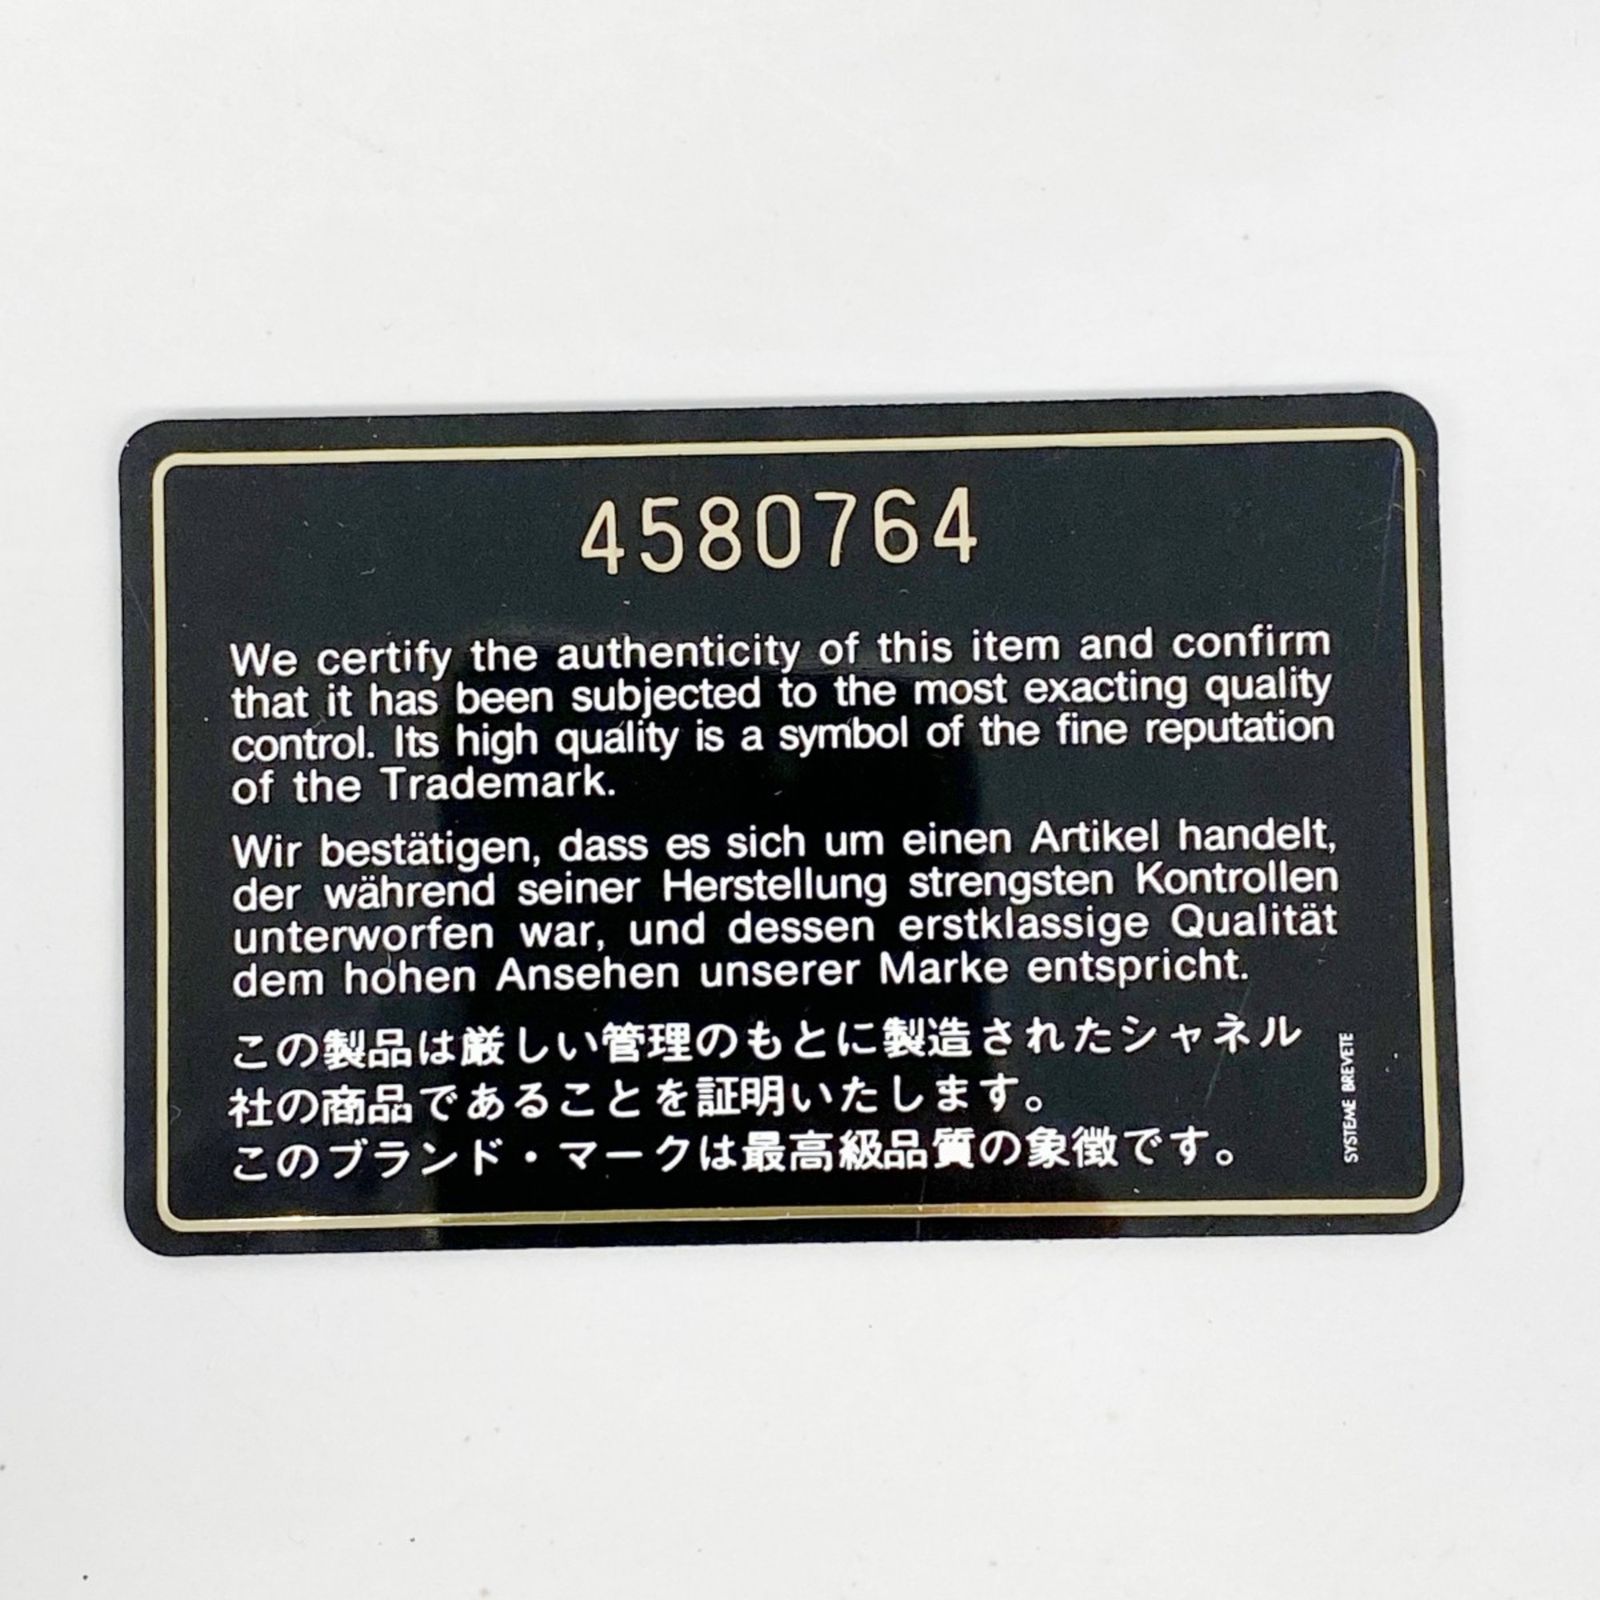 4580764
We certify the authenticity of this item and confirm
that it has been subjected to the most exacting quality
control. Its high quality is a symbol of the fine reputation
of the Trademark.
Wir bestätigen, dass es sich um einen Artikel handelt,
der während seiner Herstellung strengsten Kontrollen
unterworfen war, und dessen erstklassige Qualität
dem hohen Ansehen unserer Marke entspricht.
この製品は厳しい管理のもとに製造されたシャネル
社の商品であることを証明いたします。
このブランド・マークは最高級品質の象徴です。
SYSTEME BREVETE